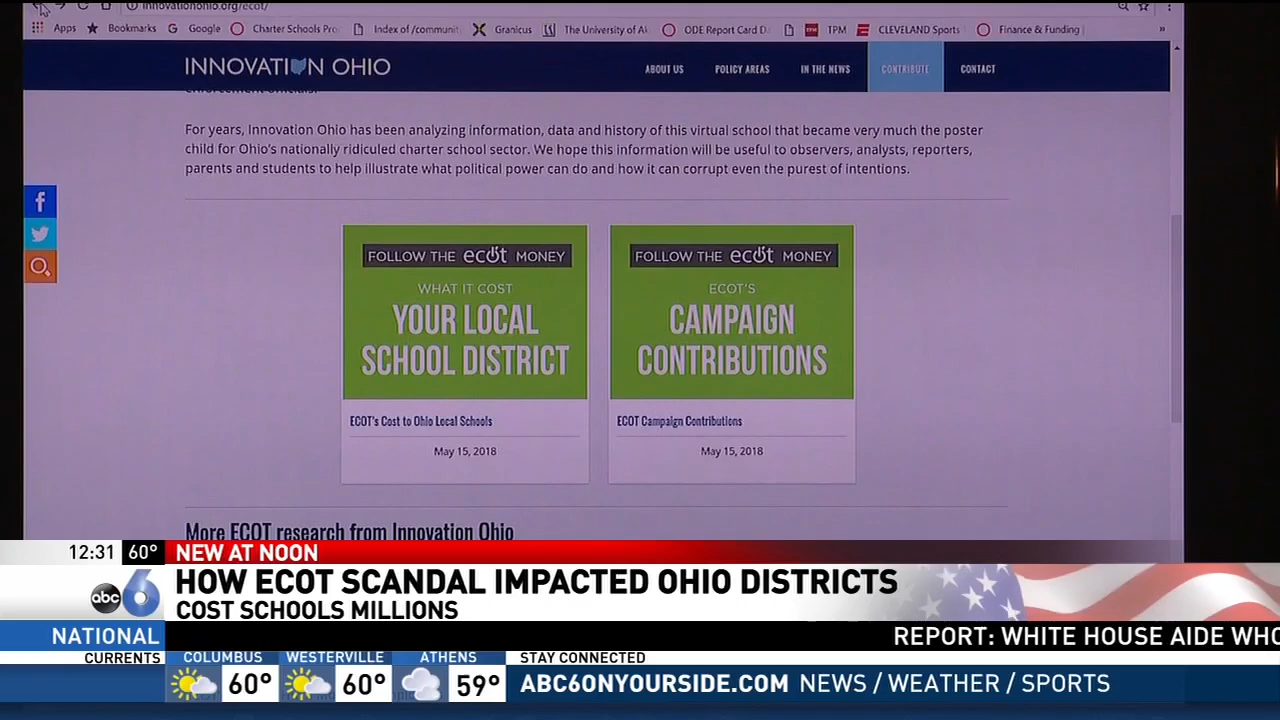 innovationohio.org/ecot/
Apps Bookmarks Google Charter Schools Pro Index of /communit Granicus The University of Ak ODE Report Card Da TPM CLEVELAND Sports Finance & Funding »
INNOVATION OHIO ABOUT US POLICY AREAS IN THE NEWS CONTRIBUTE CONTACT
enforcement officials.
For years, Innovation Ohio has been analyzing information, data and history of this virtual school that became very much the poster
child for Ohio's nationally ridiculed charter school sector. We hope this information will be useful to observers, analysts, reporters,
parents and students to help illustrate what political power can do and how it can corrupt even the purest of intentions.
FOLLOW THE ecot MONEY
WHAT IT COST
YOUR LOCAL
SCHOOL DISTRICT
ECOT's Cost to Ohio Local Schools
May 15, 2018
FOLLOW THE ecot MONEY
ECOT'S
CAMPAIGN
CONTRIBUTIONS
ECOT Campaign Contributions
May 15, 2018
More ECOT research from Innovation Ohio
12:31 60° NEW AT NOON
abc 6 HOW ECOT SCANDAL IMPACTED OHIO DISTRICTS
COST SCHOOLS MILLIONS
NATIONAL REPORT: WHITE HOUSE AIDE WHO
CURRENTS COLUMBUS WESTERVILLE ATHENS STAY CONNECTED
60° 60° 59° ABC6ONYOURSIDE.COM NEWS / WEATHER / SPORTS